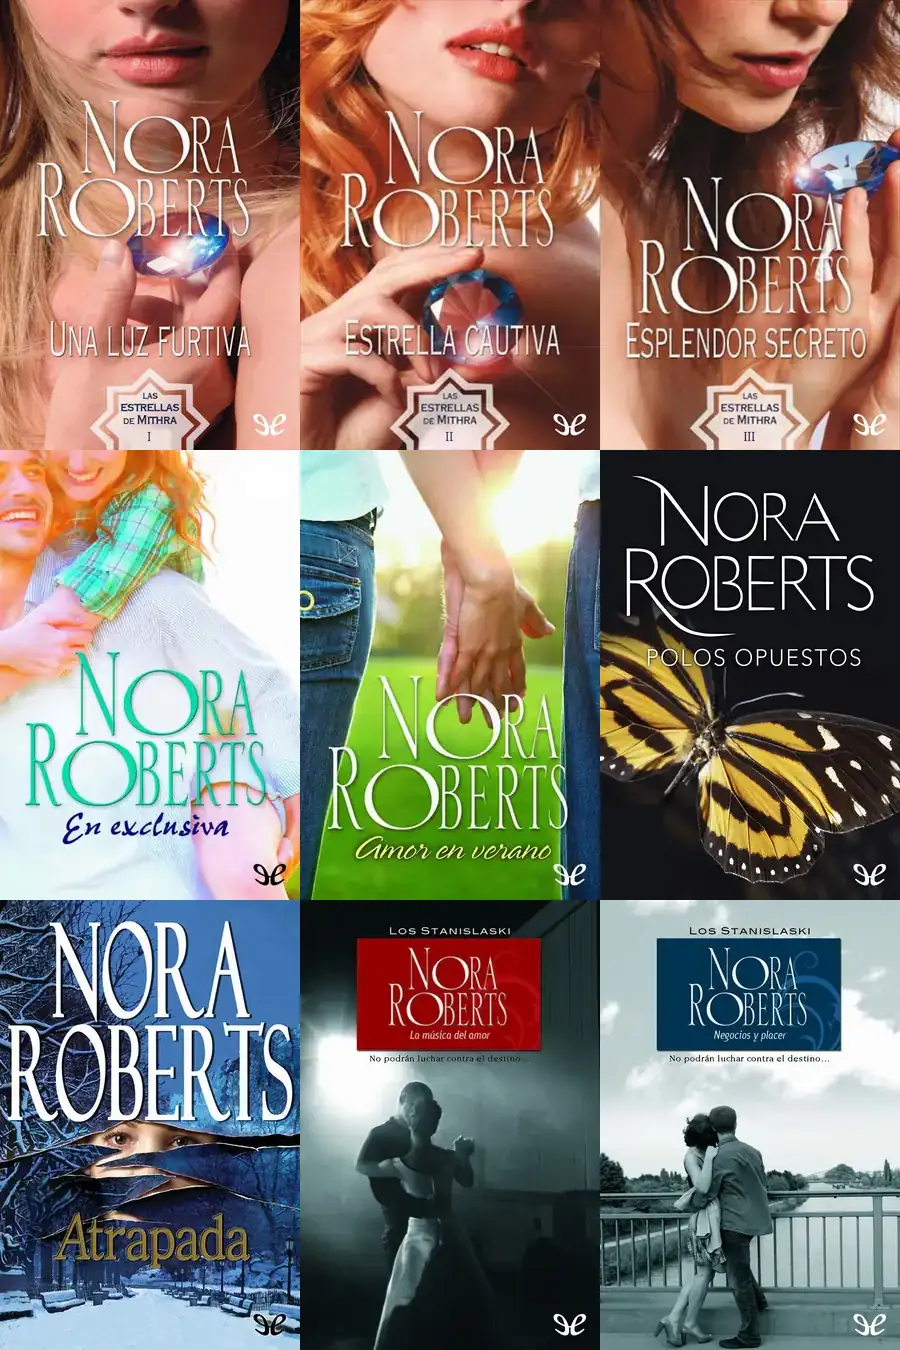 NORA
ROBERTS
UNA LUZ FURTIVA
LAS
ESTRELLAS
DE MITHRA
I
NORA
ROBERTS
ESTRELLA CAUTIVA
LAS
ESTRELLAS
DE MITHRA
II
NORA
ROBERTS
ESPLENDOR SECRETO
LAS
ESTRELLAS
DE MITHRA
III
NORA
ROBERTS
En exclusiva
NORA
ROBERTS
Amor en verano
NORA
ROBERTS
POLOS OPUESTOS
NORA
ROBERTS
Atrapada
LOS STANISLASKI
NORA
ROBERTS
La música del amor
No podrán luchar contra el destino...
LOS STANISLASKI
NORA
ROBERTS
Negocios y placer
No podrán luchar contra el destino...